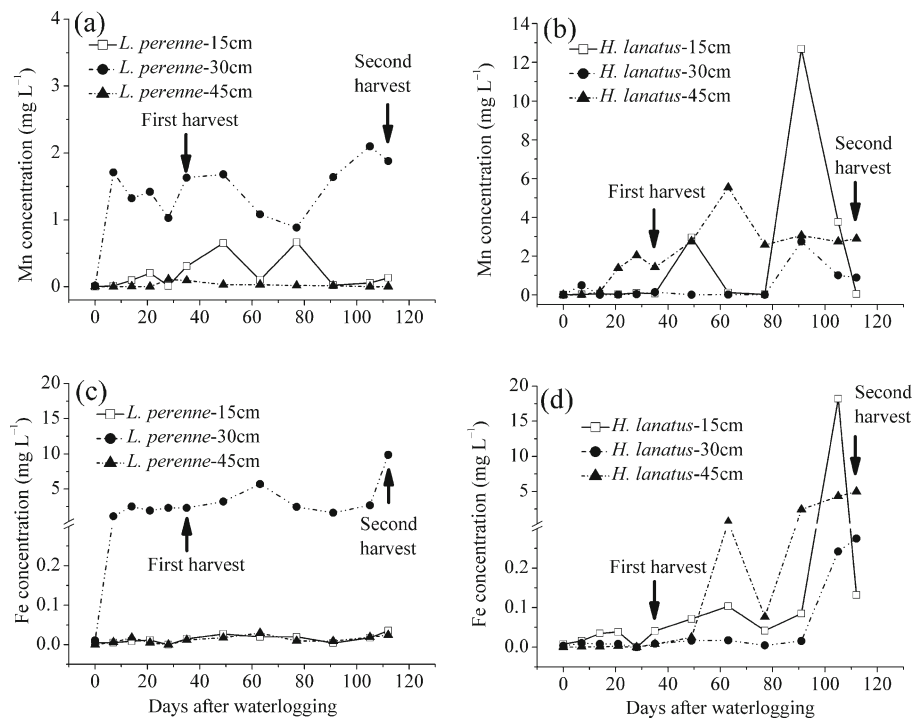 (a)
L. perenne-15cm
L. perenne-30cm
L. perenne-45cm
First harvest
Second
harvest
Mn concentration (mg L⁻¹)
4
3
2
1
0
0 20 40 60 80 100 120
(b)
H. lanatus-15cm
H. lanatus-30cm
H. lanatus-45cm
First harvest
Second
harvest
Mn concentration (mg L⁻¹)
14
12
10
8
6
4
2
0
0 20 40 60 80 100 120
(c)
L. perenne-15cm
L. perenne-30cm
L. perenne-45cm
First harvest
Second
harvest
Fe concentration (mg L⁻¹)
20
15
10
5
0.2
0.1
0.0
0 20 40 60 80 100 120
Days after waterlogging
(d)
H. lanatus-15cm
H. lanatus-30cm
H. lanatus-45cm
First harvest
Second
harvest
Fe concentration (mg L⁻¹)
20
15
10
5
0.2
0.1
0.0
0 20 40 60 80 100 120
Days after waterlogging